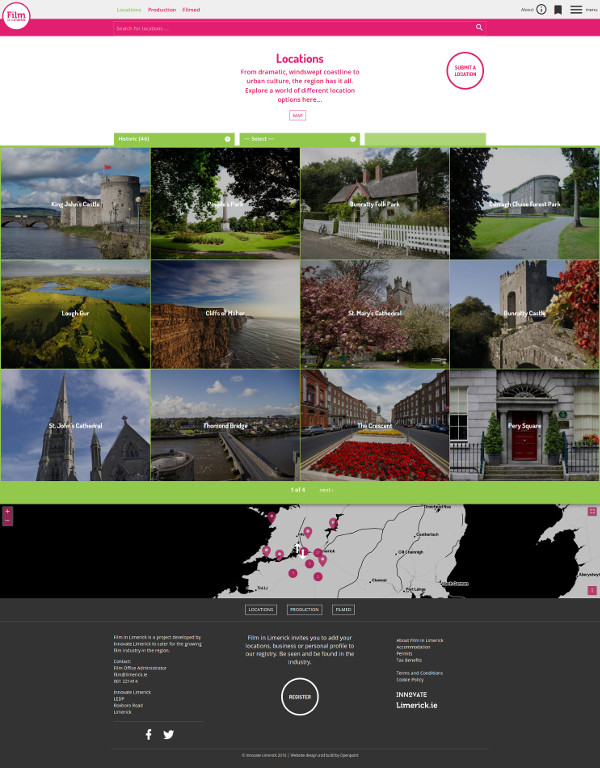 Film
IN LIMERICK
Locations Production Filmed
About
menu
Search for locations...
Locations
From dramatic, windswept coastline to
urban culture, the region has it all.
Explore a world of different location
options here...
MAP
SUBMIT A
LOCATION
Historic (46)
--- Select ---
King John's Castle
People's Park
Bunratty Folk Park
Curragh Chase Forest Park
Lough Gur
Cliffs of Moher
St. Mary's Cathedral
Bunratty Castle
St. John's Cathedral
Thomond Bridge
The Crescent
Pery Square
1 of 4 next ›
+
−
Tralee
LOCATIONS
PRODUCTION
FILMED
Film in Limerick is a project developed by
Innovate Limerick to cater for the growing
film industry in the region.
Contact:
Film Office Administrator
film@limerick.ie
061 221414
Innovate Limerick
LEDP
Roxboro Road
Limerick
Film in Limerick invites you to add your
locations, business or personal profile to
our registry. Be seen and be found in the
industry.
REGISTER
About Film in Limerick
Accommodation
Permits
Tax Benefits
Terms and Conditions
Cookie Policy
INNOVATE
Limerick.ie
© Innovate Limerick 2015 | Website design and built by Openpoint